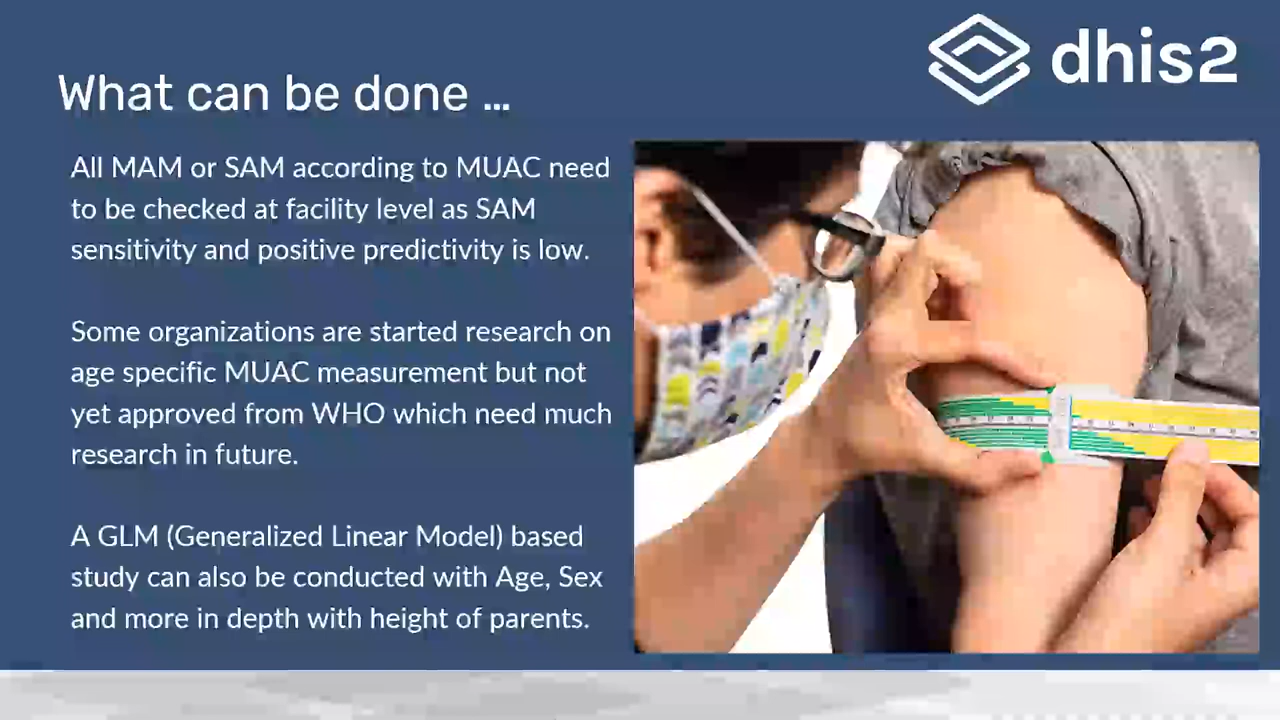 dhis2
What can be done ...
All MAM or SAM according to MUAC need
to be checked at facility level as SAM
sensitivity and positive predictivity is low.
Some organizations are started research on
age specific MUAC measurement but not
yet approved from WHO which need much
research in future.
A GLM (Generalized Linear Model) based
study can also be conducted with Age, Sex
and more in depth with height of parents.